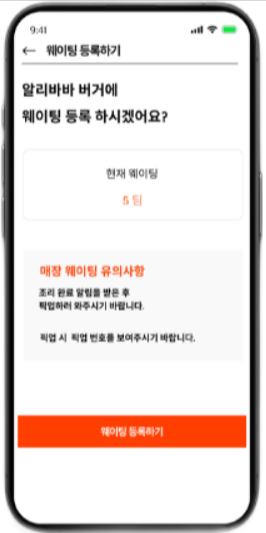 9:41
← 웨이팅 등록하기
알리바바 버거에
웨이팅 등록 하시겠어요?
현재 웨이팅
5 팀
매장 웨이팅 유의사항
조리 완료 알림을 받은 후
픽업하러 와주시기 바랍니다.
픽업 시 픽업 번호를 보여주시기 바랍니다.
웨이팅 등록하기